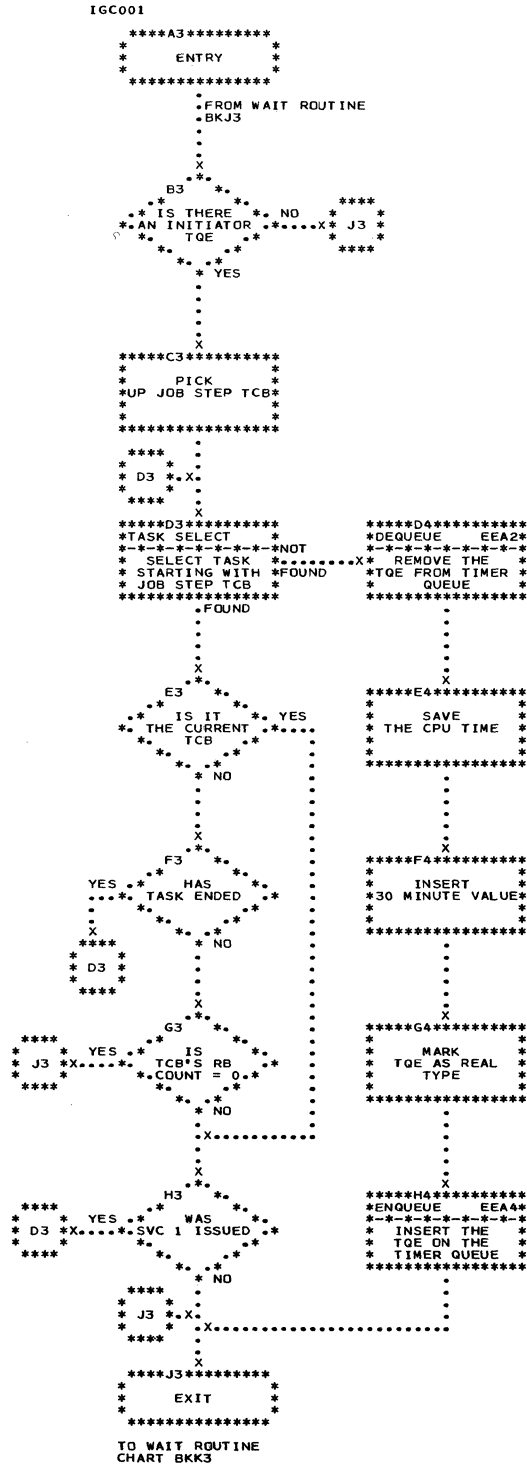 IGC001
A3
ENTRY
FROM WAIT ROUTINE
BKJ3
B3
IS THERE
AN INITIATOR
TQE
NO
J3
YES
C3
PICK
UP JOB STEP TCB
D3
D3
TASK SELECT
SELECT TASK
STARTING WITH
JOB STEP TCB
NOT
FOUND
D4
DEQUEUE EEA2
REMOVE THE
TQE FROM TIMER
QUEUE
FOUND
E3
IS IT
THE CURRENT
TCB
YES
NO
E4
SAVE
THE CPU TIME
F3
HAS
TASK ENDED
YES
D3
NO
F4
INSERT
30 MINUTE VALUE
G3
IS
TCB'S RB
COUNT = 0
YES
J3
NO
G4
MARK
TQE AS REAL
TYPE
H3
WAS
SVC 1 ISSUED
YES
D3
NO
H4
ENQUEUE EEA4
INSERT THE
TQE ON THE
TIMER QUEUE
J3
J3
EXIT
TO WAIT ROUTINE
CHART BKK3